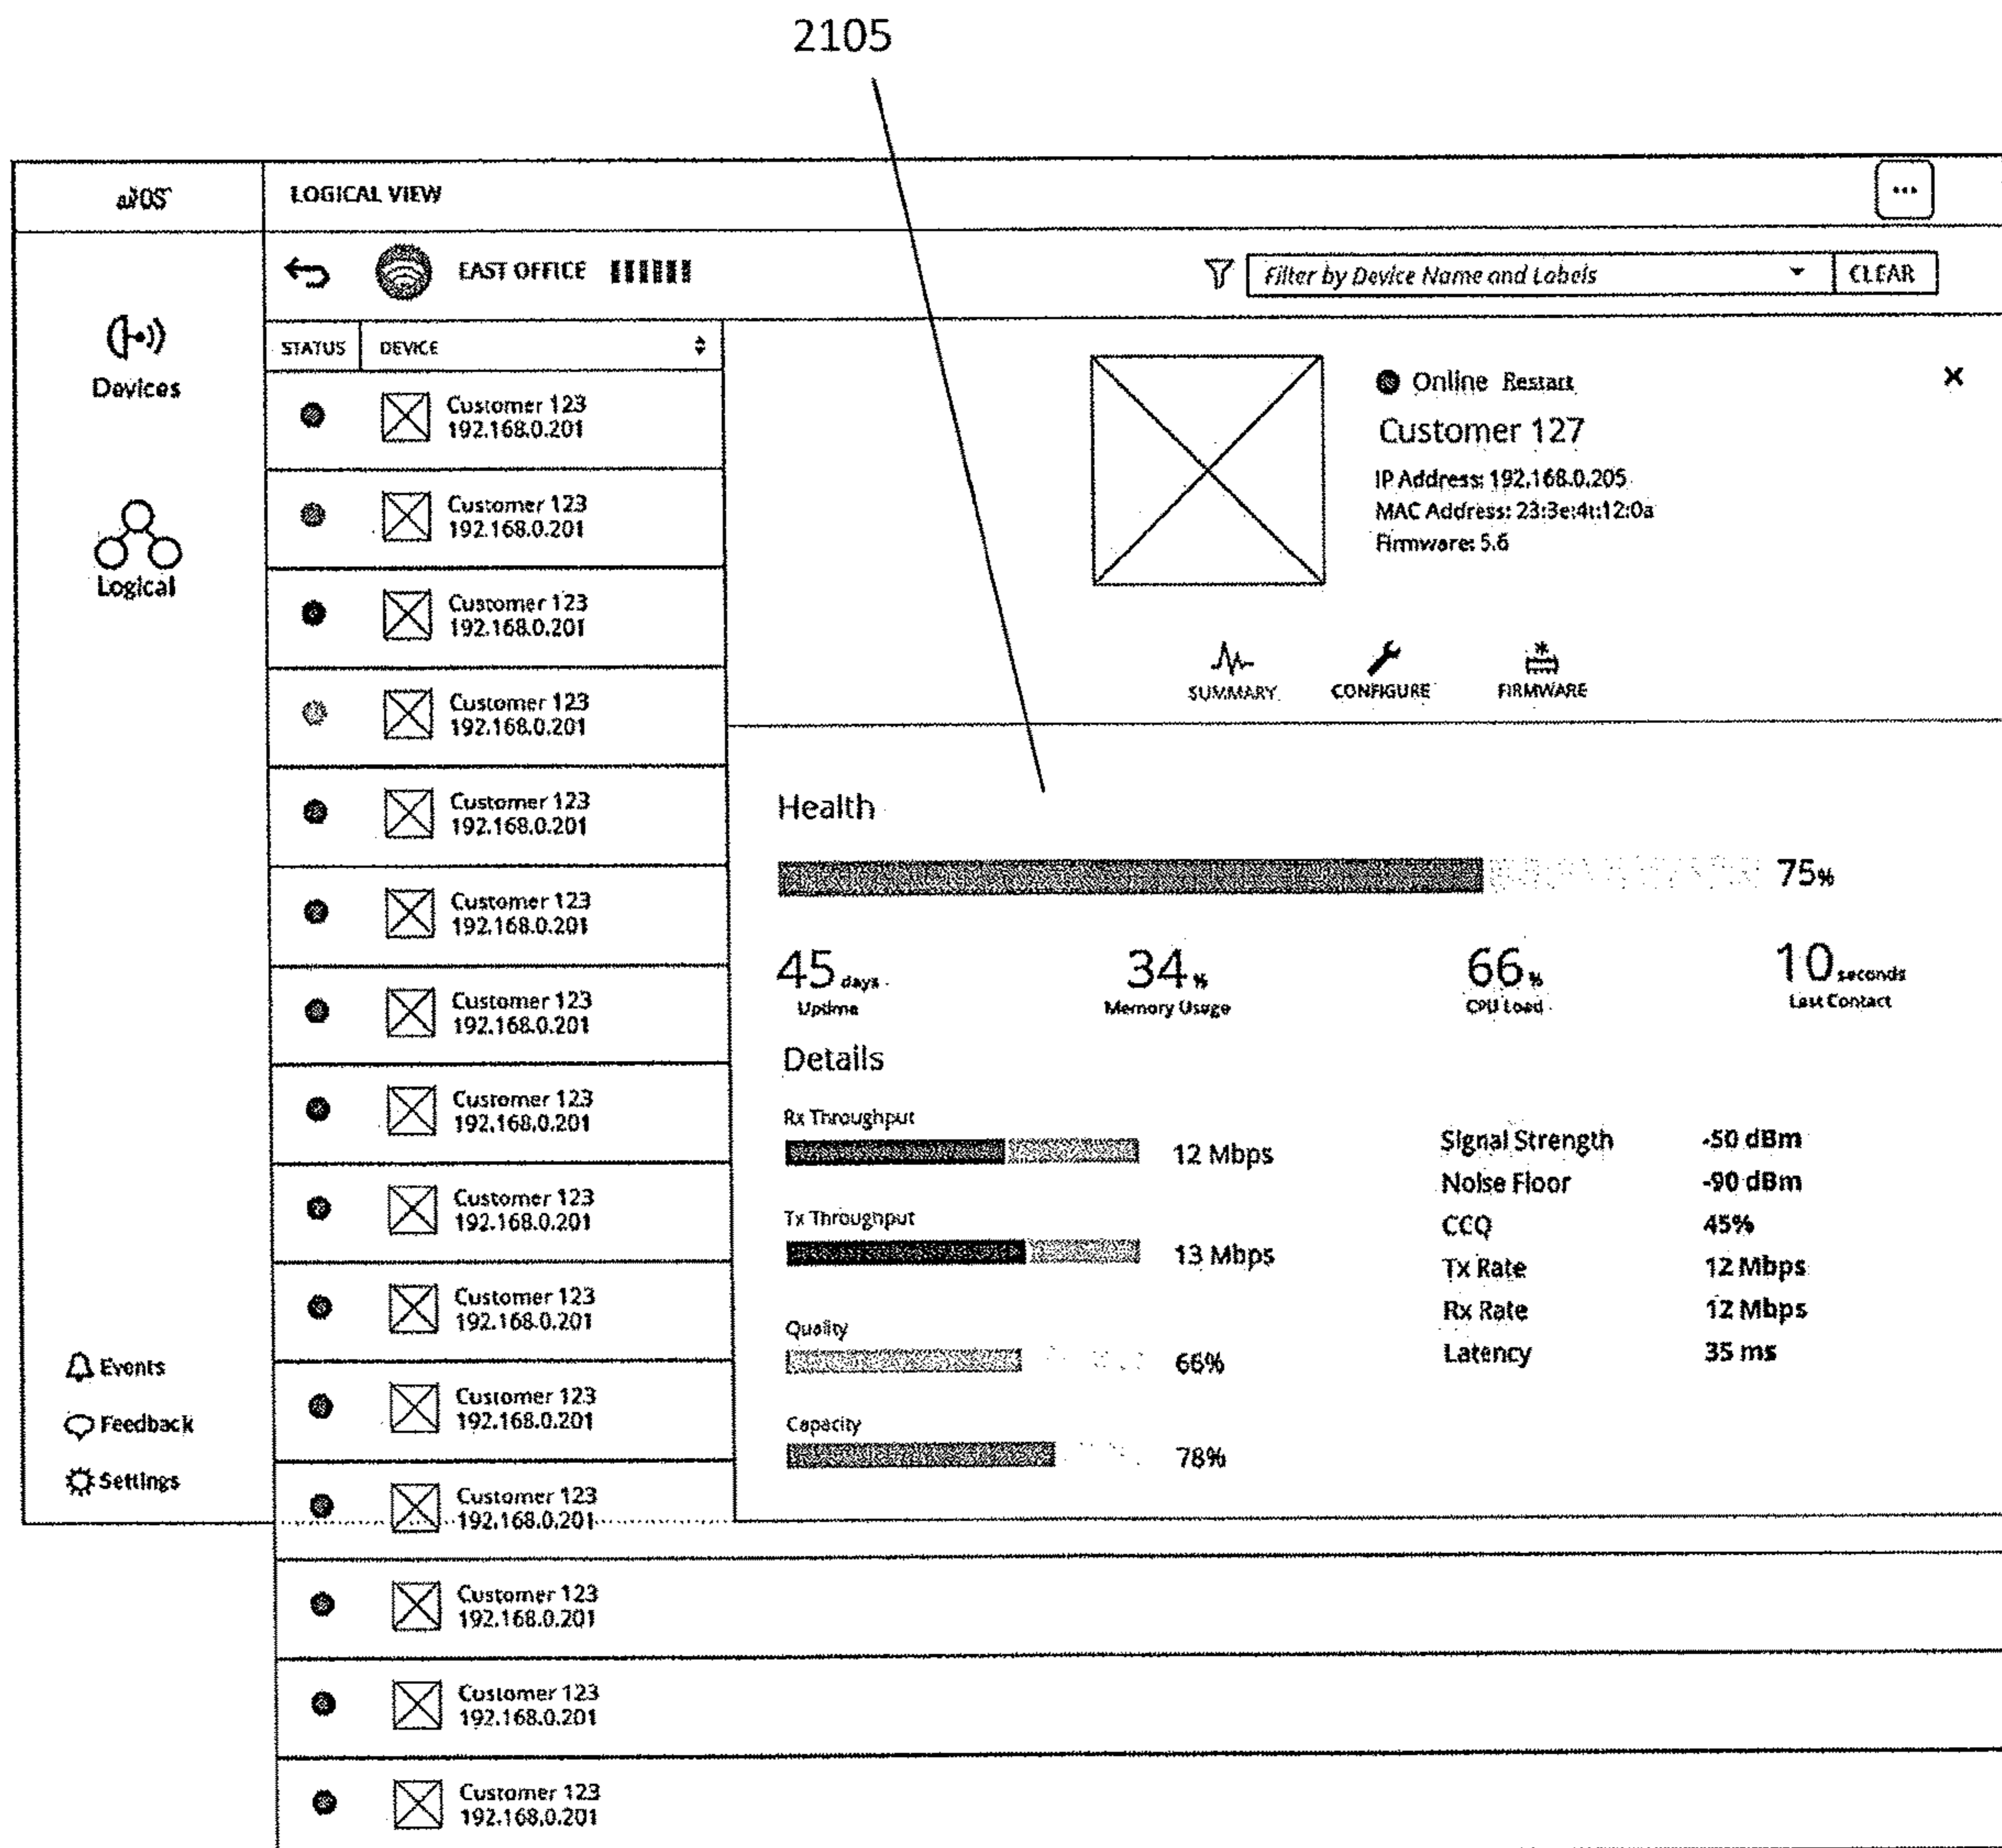 2105
airOS
LOGICAL VIEW
...
EAST OFFICE
Filter by Device Name and Labels
CLEAR
Devices
Logical
Events
Feedback
Settings
STATUS DEVICE
Customer 123
192.168.0.201
Customer 123
192.168.0.201
Customer 123
192.168.0.201
Customer 123
192.168.0.201
Customer 123
192.168.0.201
Customer 123
192.168.0.201
Customer 123
192.168.0.201
Customer 123
192.168.0.201
Customer 123
192.168.0.201
Customer 123
192.168.0.201
Customer 123
192.168.0.201
Customer 123
192.168.0.201
Customer 123
192.168.0.201
Customer 123
192.168.0.201
Customer 123
192.168.0.201
Online Restart
Customer 127
IP Address: 192.168.0.205
MAC Address:
Firmware: 5.6
SUMMARY CONFIGURE FIRMWARE
Health
75%
45 days 34% 66% 10 seconds
Uptime Memory Usage CPU Load Last Contact
Details
Rx Throughput
12 Mbps
Tx Throughput
13 Mbps
Quality
66%
Capacity
78%
Signal Strength -50 dBm
Noise Floor -90 dBm
CCQ 45%
Tx Rate 12 Mbps
Rx Rate 12 Mbps
Latency 35 ms